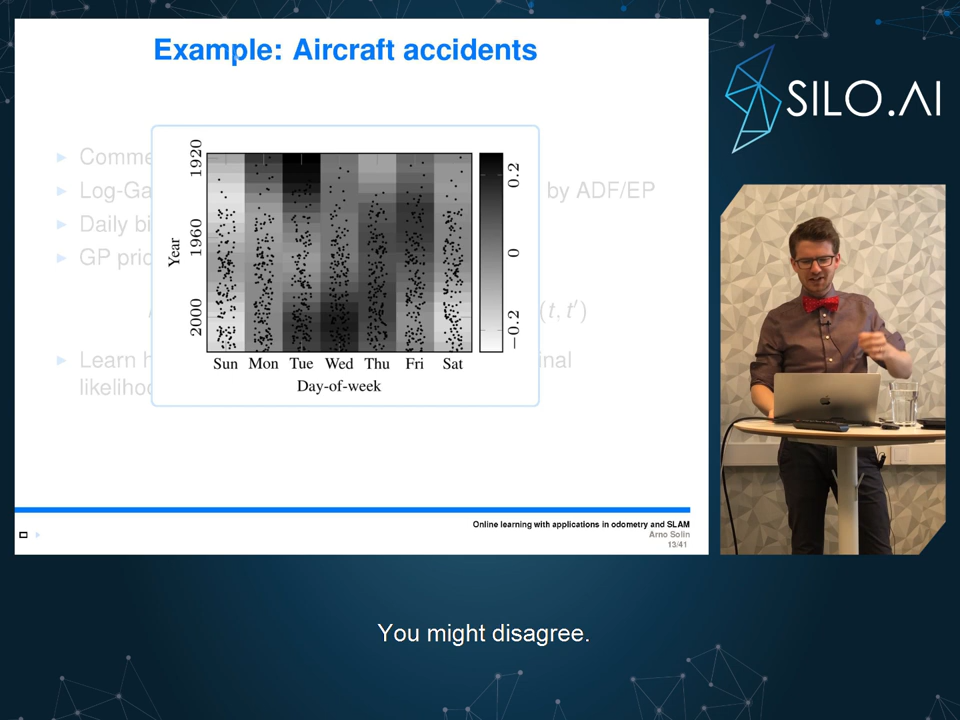 Example: Aircraft accidents
SILO.AI
Comme
Log-Ga by ADF/EP
Daily bi
GP prio
(t, t′)
Learn h inal
likelihoo
1920
1960
2000
Year
Sun Mon Tue Wed Thu Fri Sat
Day-of-week
0.2
0
−0.2
Online learning with applications in odometry and SLAM
Arno Solin
13/41
You might disagree.